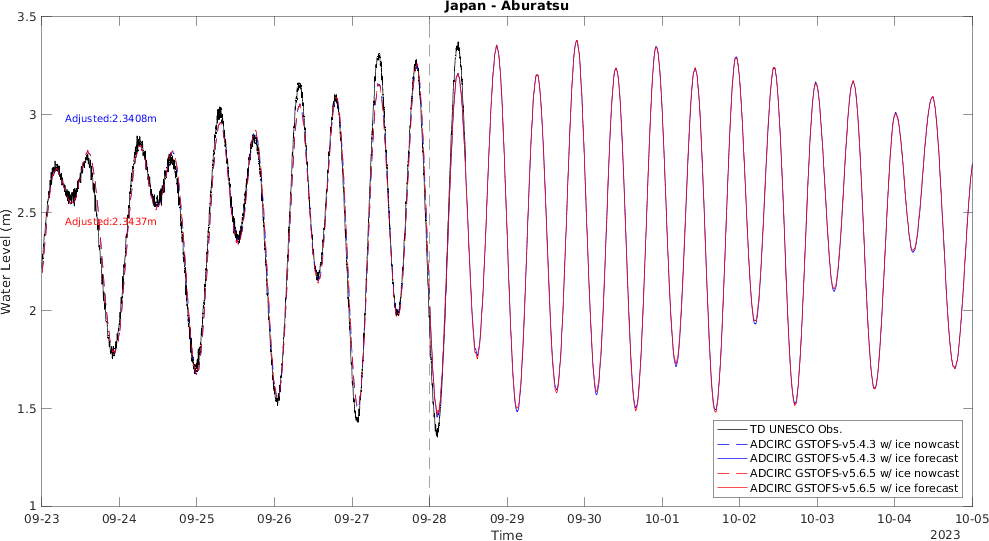 Japan - Aburatsu
3.5
3
2.5
2
1.5
1
Water Level (m)
Adjusted:2.3408m
Adjusted:2.3437m
TD UNESCO Obs.
ADCIRC GSTOFS-v5.4.3 w/ ice nowcast
ADCIRC GSTOFS-v5.4.3 w/ ice forecast
ADCIRC GSTOFS-v5.6.5 w/ ice nowcast
ADCIRC GSTOFS-v5.6.5 w/ ice forecast
09-23 09-24 09-25 09-26 09-27 09-28 09-29 09-30 10-01 10-02 10-03 10-04 10-05
Time
2023